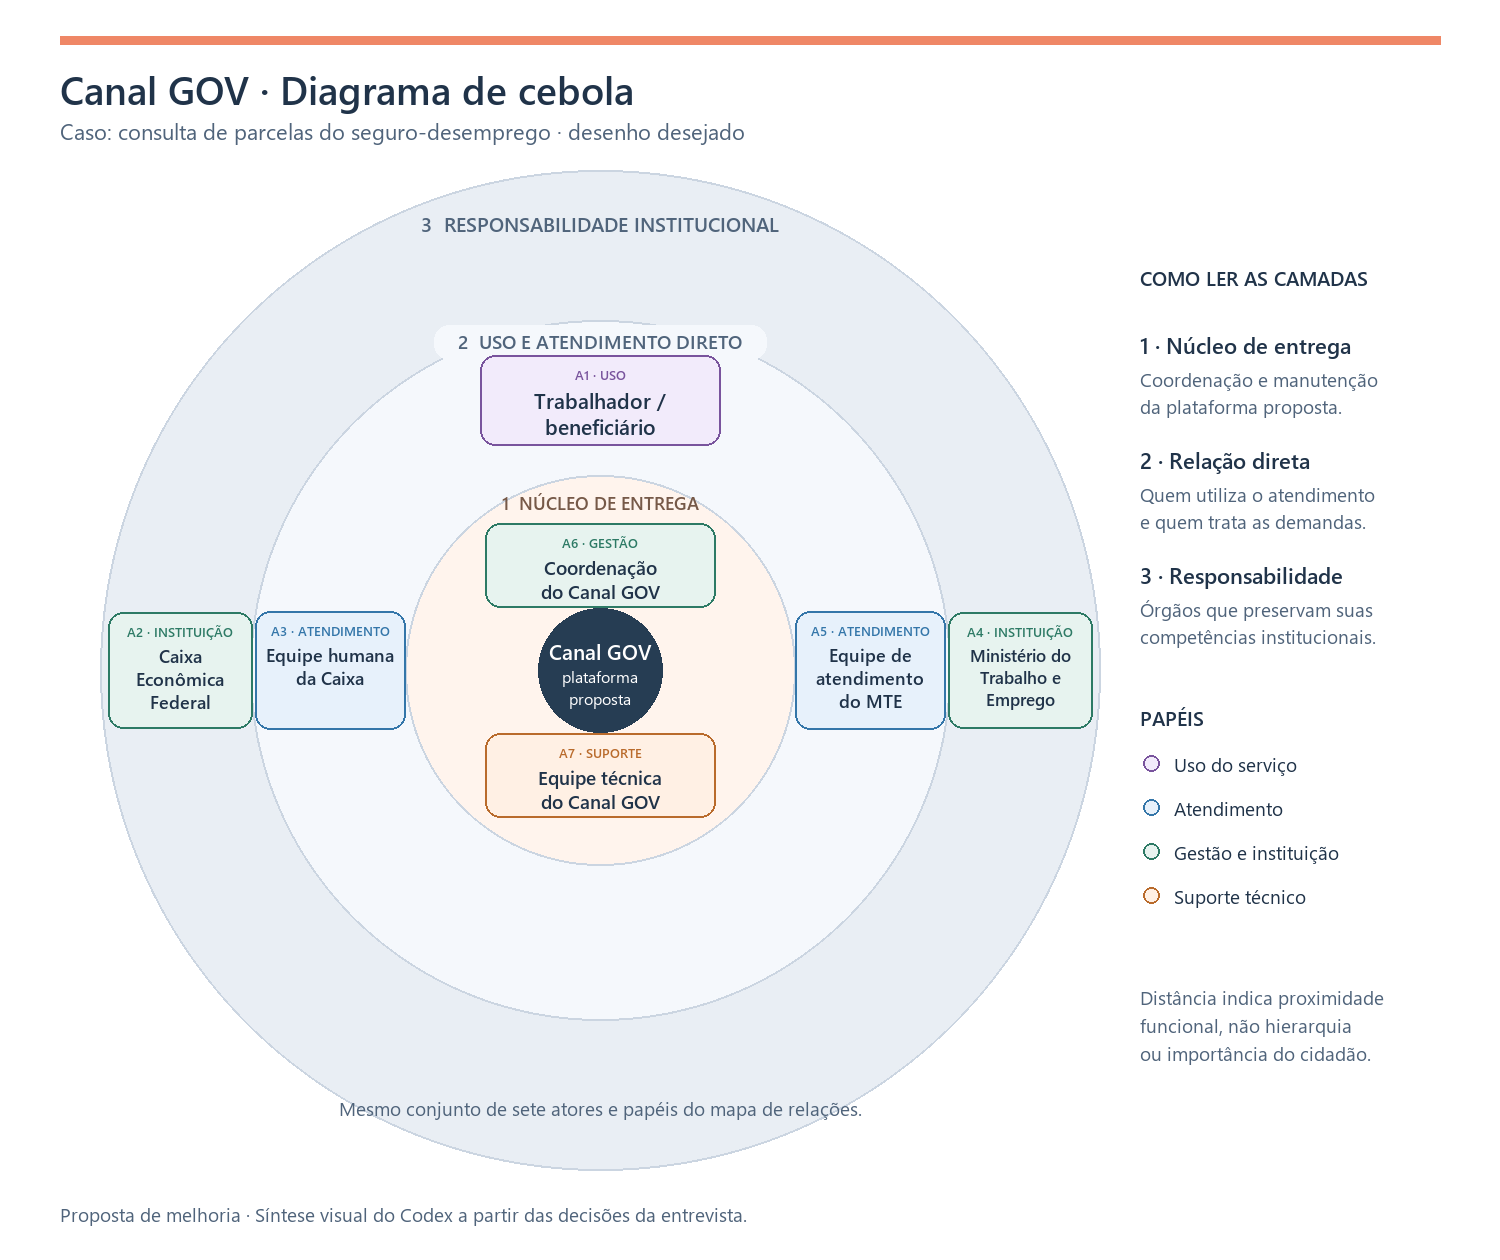 Canal GOV · Diagrama de cebola
Caso: consulta de parcelas do seguro-desemprego · desenho desejado
3 RESPONSABILIDADE INSTITUCIONAL
2 USO E ATENDIMENTO DIRETO
A1 · USO
Trabalhador /
beneficiário
1 NÚCLEO DE ENTREGA
A6 · GESTÃO
Coordenação
do Canal GOV
A2 · INSTITUIÇÃO
Caixa
Econômica
Federal
A3 · ATENDIMENTO
Equipe humana
da Caixa
Canal GOV
plataforma
proposta
A5 · ATENDIMENTO
Equipe de
atendimento
do MTE
A4 · INSTITUIÇÃO
Ministério do
Trabalho e
Emprego
A7 · SUPORTE
Equipe técnica
do Canal GOV
Mesmo conjunto de sete atores e papéis do mapa de relações.
COMO LER AS CAMADAS
1 · Núcleo de entrega
Coordenação e manutenção
da plataforma proposta.
2 · Relação direta
Quem utiliza o atendimento
e quem trata as demandas.
3 · Responsabilidade
Órgãos que preservam suas
competências institucionais.
PAPÉIS
Uso do serviço
Atendimento
Gestão e instituição
Suporte técnico
Distância indica proximidade
funcional, não hierarquia
ou importância do cidadão.
Proposta de melhoria · Síntese visual do Codex a partir das decisões da entrevista.